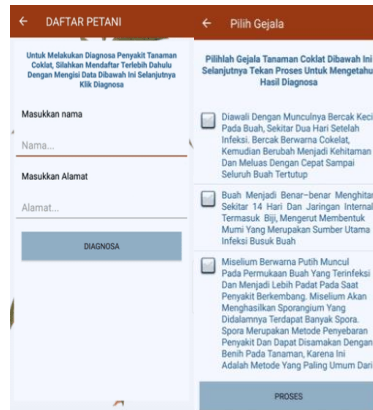 DAFTAR PETANI
Untuk Melakukan Diagnosa Penyakit Tanaman
Coklat, Silahkan Mendaftar Terlebih Dahulu
Dengan Mengisi Data Dibawah Ini Selanjutnya
Klik Diagnosa
Masukkan nama
Nama...
Masukkan Alamat
Alamat...
DIAGNOSA
Pilih Gejala
Pilihlah Gejala Tanaman Coklat Dibawah Ini
Selanjutnya Tekan Proses Untuk Mengetahu
Hasil Diagnosa
Diawali Dengan Munculnya Bercak Keci
Pada Buah, Sekitar Dua Hari Setelah
Infeksi. Bercak Berwarna Cokelat,
Kemudian Berubah Menjadi Kehitaman
Dan Meluas Dengan Cepat Sampai
Seluruh Buah Tertutup
Buah Menjadi Benar-benar Menghitam
Sekitar 14 Hari Dan Jaringan Internal
Termasuk Biji, Mengerut Membentuk
Mumi Yang Merupakan Sumber Utama
Infeksi Busuk Buah
Miselium Berwarna Putih Muncul
Pada Permukaan Buah Yang Terinfeksi
Dan Menjadi Lebih Padat Pada Saat
Penyakit Berkembang. Miselium Akan
Menghasilkan Sporangium Yang
Didalamnya Terdapat Banyak Spora.
Spora Merupakan Metode Penyebaran
Penyakit Dan Dapat Disamakan Dengan
Benih Pada Tanaman, Karena Ini
Adalah Metode Yang Paling Umum Dari
PROSES